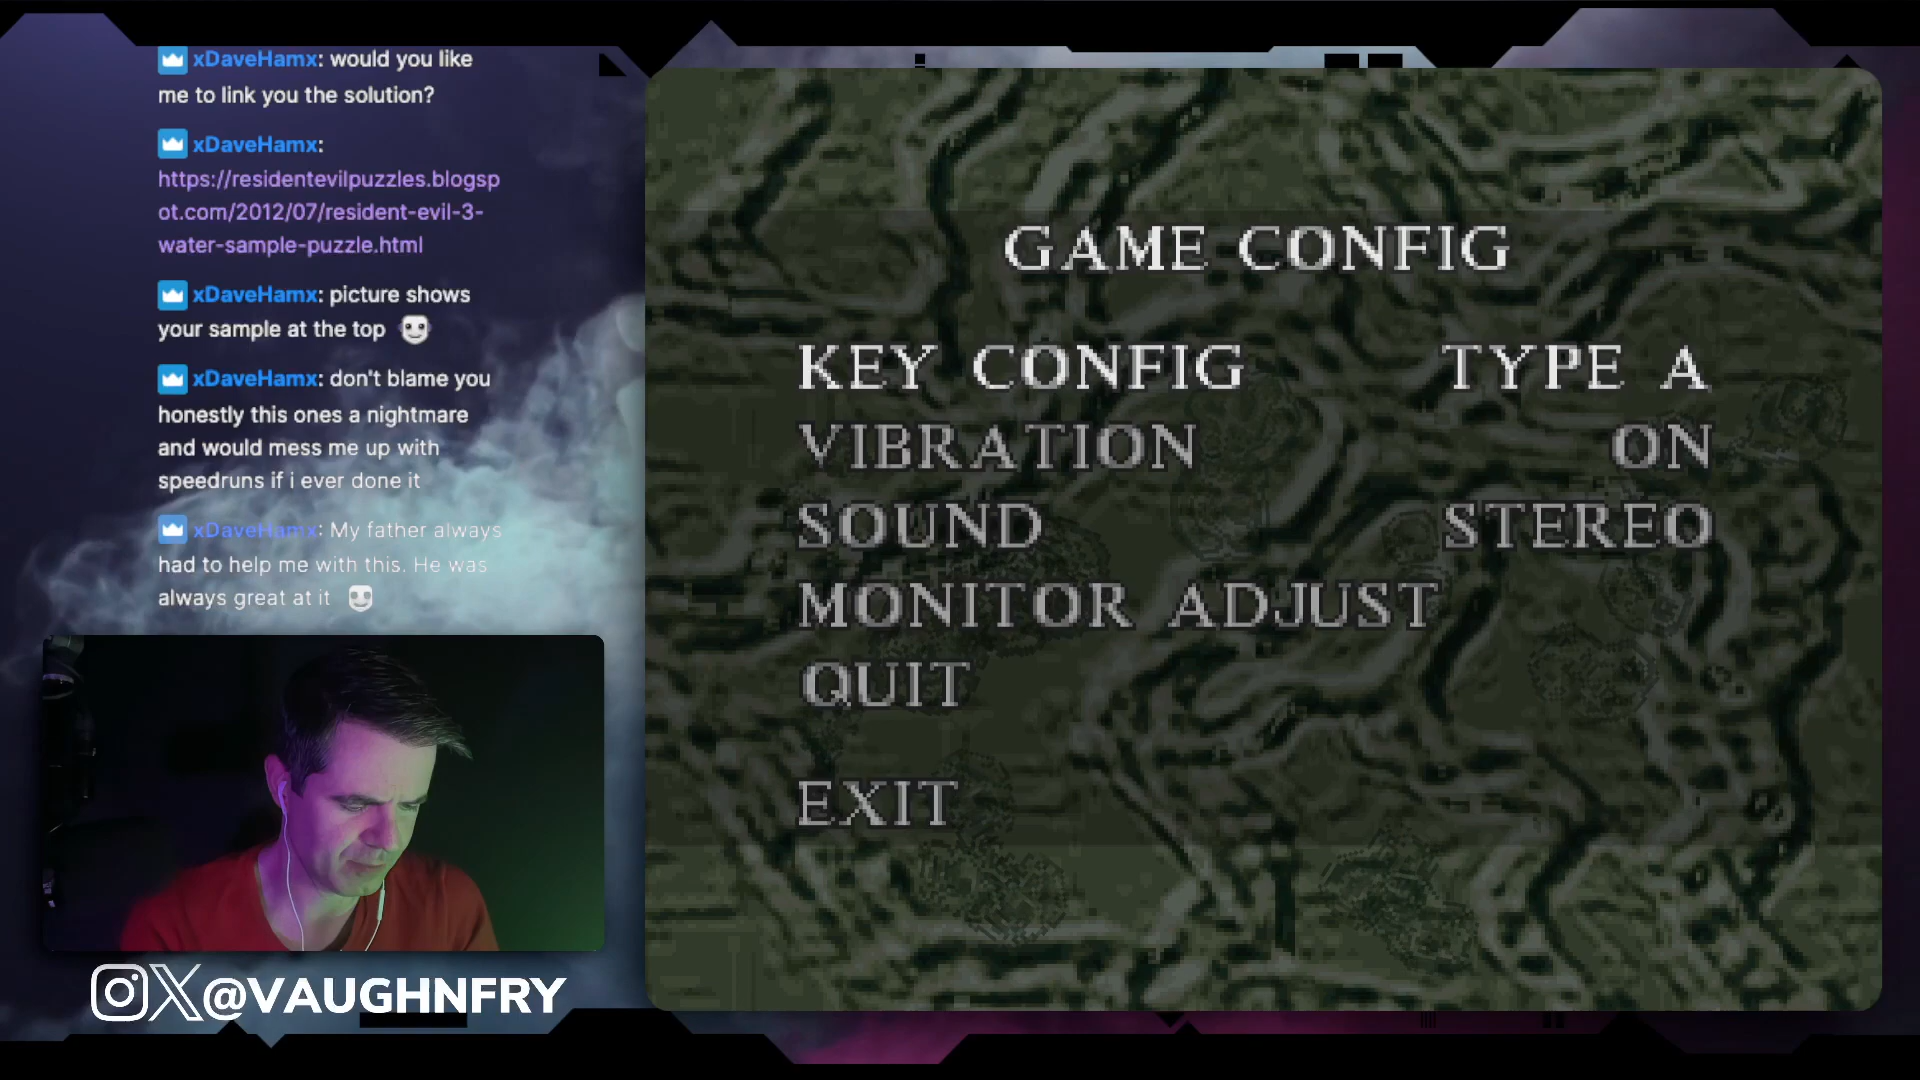 xDaveHamx: would you like
me to link you the solution?
xDaveHamx:
https://residentevilpuzzles.blogsp
ot.com/2012/07/resident-evil-3-
water-sample-puzzle.html
xDaveHamx: picture shows
your sample at the top
xDaveHamx: don't blame you
honestly this ones a nightmare
and would mess me up with
speedruns if i ever done it
xDaveHamx: My father always
had to help me with this. He was
always great at it
@VAUGHNFRY
GAME CONFIG
KEY CONFIG TYPE A
VIBRATION ON
SOUND STEREO
MONITOR ADJUST
QUIT
EXIT